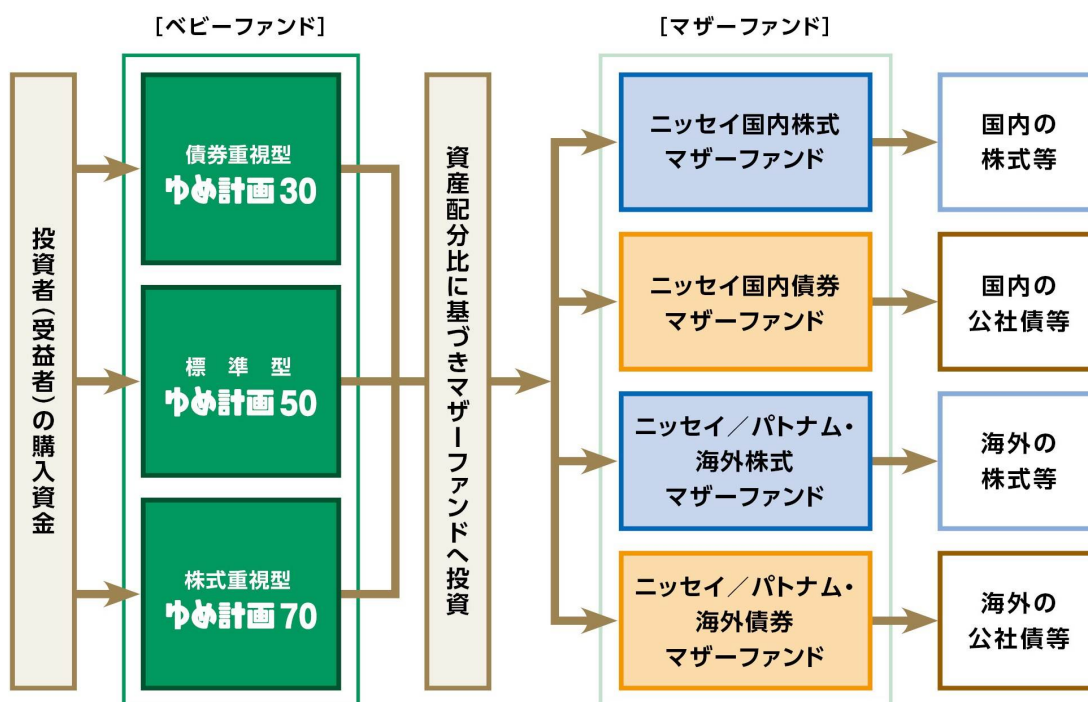 [ベビーファンド]
[マザーファンド]
投資者(受益者)の購入資金
債券重視型
ゆめ計画30
標準型
ゆめ計画50
株式重視型
ゆめ計画70
資産配分比に基づきマザーファンドへ投資
ニッセイ国内株式
マザーファンド
国内の
株式等
ニッセイ国内債券
マザーファンド
国内の
公社債等
ニッセイ/パトナム・
海外株式
マザーファンド
海外の
株式等
ニッセイ/パトナム・
海外債券
マザーファンド
海外の
公社債等